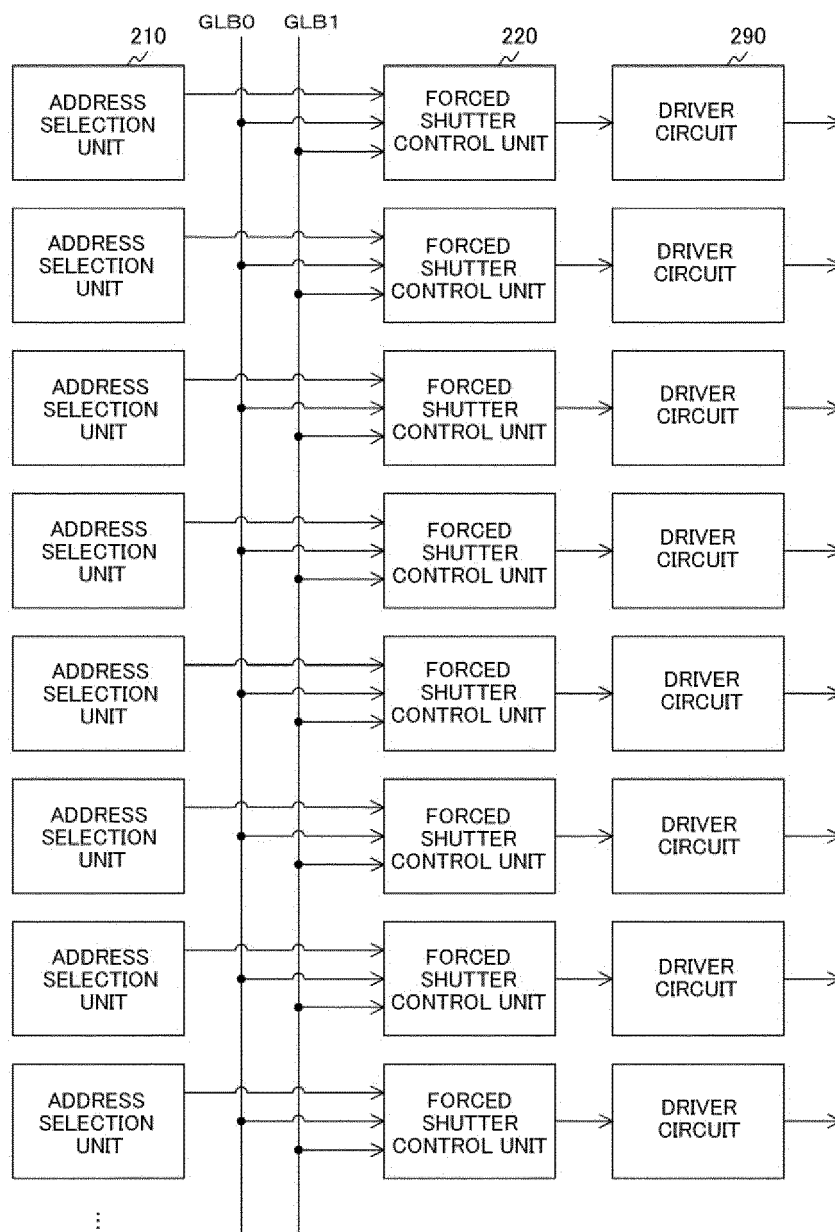 GLB0 GLB1
210 220 290
ADDRESS
SELECTION
UNIT
FORCED
SHUTTER
CONTROL UNIT
DRIVER
CIRCUIT
ADDRESS
SELECTION
UNIT
FORCED
SHUTTER
CONTROL UNIT
DRIVER
CIRCUIT
ADDRESS
SELECTION
UNIT
FORCED
SHUTTER
CONTROL UNIT
DRIVER
CIRCUIT
ADDRESS
SELECTION
UNIT
FORCED
SHUTTER
CONTROL UNIT
DRIVER
CIRCUIT
ADDRESS
SELECTION
UNIT
FORCED
SHUTTER
CONTROL UNIT
DRIVER
CIRCUIT
ADDRESS
SELECTION
UNIT
FORCED
SHUTTER
CONTROL UNIT
DRIVER
CIRCUIT
ADDRESS
SELECTION
UNIT
FORCED
SHUTTER
CONTROL UNIT
DRIVER
CIRCUIT
ADDRESS
SELECTION
UNIT
FORCED
SHUTTER
CONTROL UNIT
DRIVER
CIRCUIT
⋮